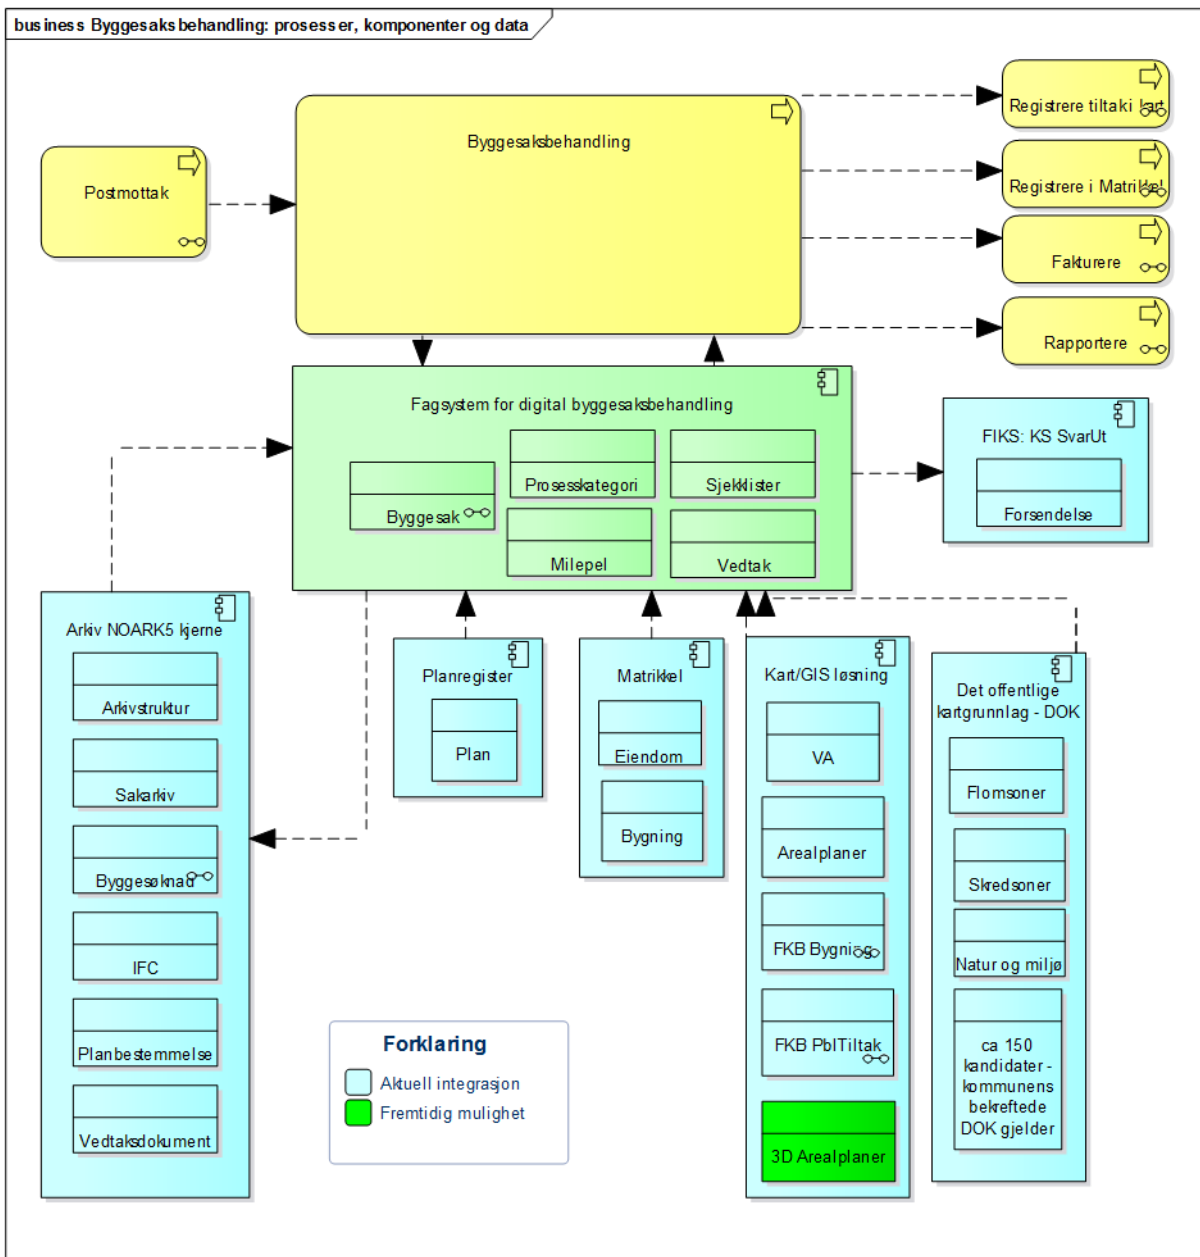 business Byggesaksbehandling: prosesser, komponenter og data
Postmottak
Byggesaksbehandling
Registrere tiltak i kart
Registrere i Matrikkel
Fakturere
Rapportere
Fagsystem for digital byggesaksbehandling
Byggesak
Prosesskategori
Sjekklister
Milepel
Vedtak
FIKS: KS SvarUt
Forsendelse
Arkiv NOARK5 kjerne
Arkivstruktur
Sakarkiv
Byggesøknad
IFC
Planbestemmelse
Vedtaksdokument
Planregister
Plan
Matrikkel
Eiendom
Bygning
Kart/GIS løsning
VA
Arealplaner
FKB Bygning
FKB PblTiltak
3D Arealplaner
Det offentlige
kartgrunnlag - DOK
Flomsoner
Skredsoner
Natur og miljø
ca 150
kandidater -
kommunens
bekreftede
DOK gjelder
Forklaring
Aktuell integrasjon
Fremtidig mulighet